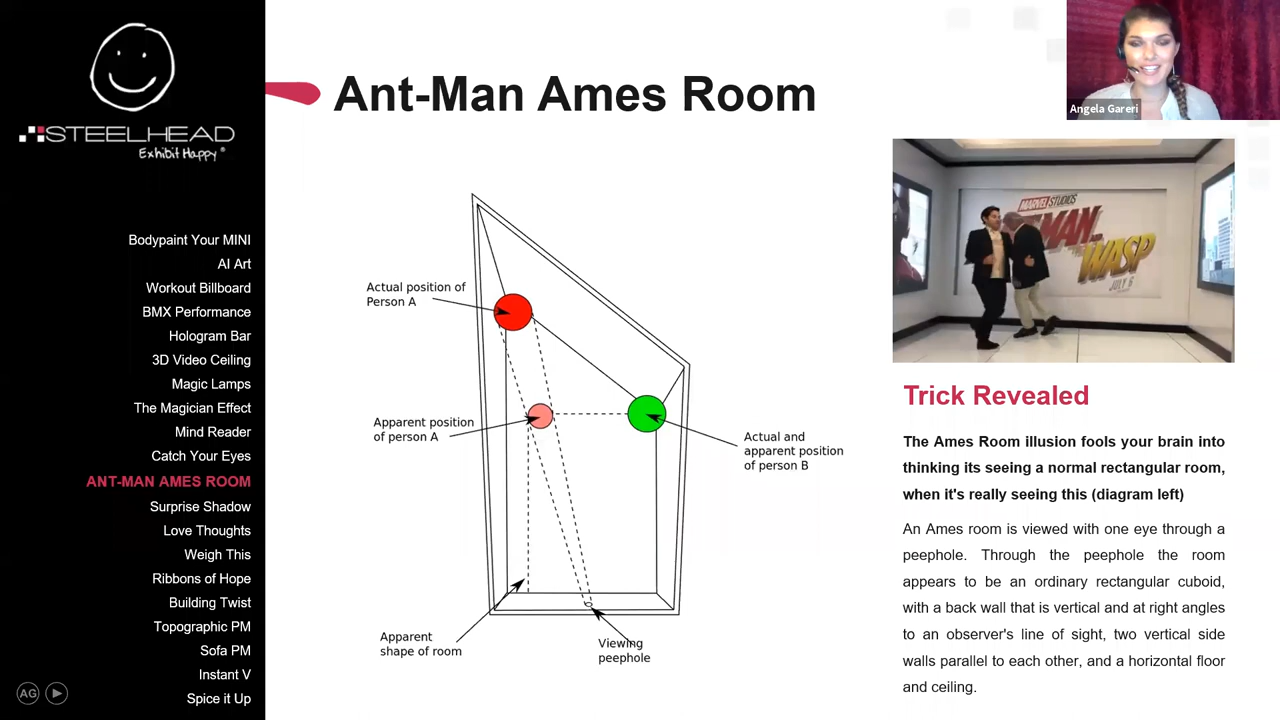 STEELHEAD
Exhibit Happy ®
Bodypaint Your MINI
AI Art
Workout Billboard
BMX Performance
Hologram Bar
3D Video Ceiling
Magic Lamps
The Magician Effect
Mind Reader
Catch Your Eyes
ANT-MAN AMES ROOM
Surprise Shadow
Love Thoughts
Weigh This
Ribbons of Hope
Building Twist
Topographic PM
Sofa PM
Instant V
Spice it Up
AG
Ant-Man Ames Room
Actual position of
Person A
Apparent position
of person A
Actual and
apparent position
of person B
Apparent
shape of room
Viewing
peephole
Angela Gareri
MARVEL STUDIOS
MAN
WASP
JULY 6
Trick Revealed
The Ames Room illusion fools your brain into
thinking its seeing a normal rectangular room,
when it's really seeing this (diagram left)
An Ames room is viewed with one eye through a
peephole. Through the peephole the room
appears to be an ordinary rectangular cuboid,
with a back wall that is vertical and at right angles
to an observer's line of sight, two vertical side
walls parallel to each other, and a horizontal floor
and ceiling.